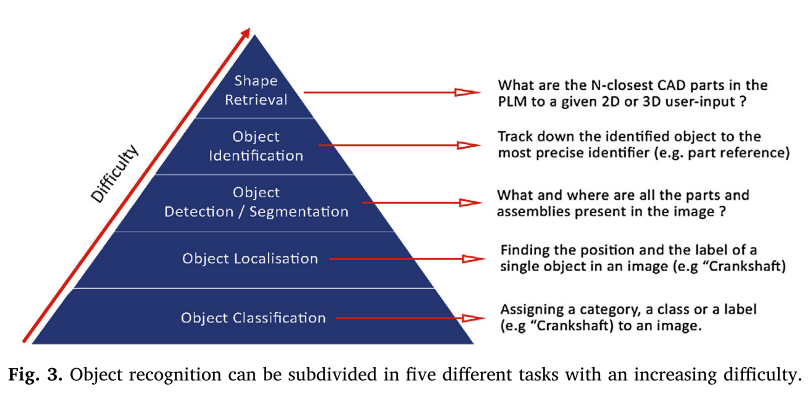 Shape
Retrieval
What are the N-closest CAD parts in the
PLM to a given 2D or 3D user-input ?
Object
Identification
Track down the identified object to the
most precise identifier (e.g. part reference)
Difficulty
Object
Detection / Segmentation
What and where are all the parts and
assemblies present in the image ?
Object Localisation
Finding the position and the label of a
single object in an image (e.g “Crankshaft)
Object Classification
Assigning a category, a class or a label
(e.g “Crankshaft) to an image.
Fig. 3. Object recognition can be subdivided in five different tasks with an increasing difficulty.